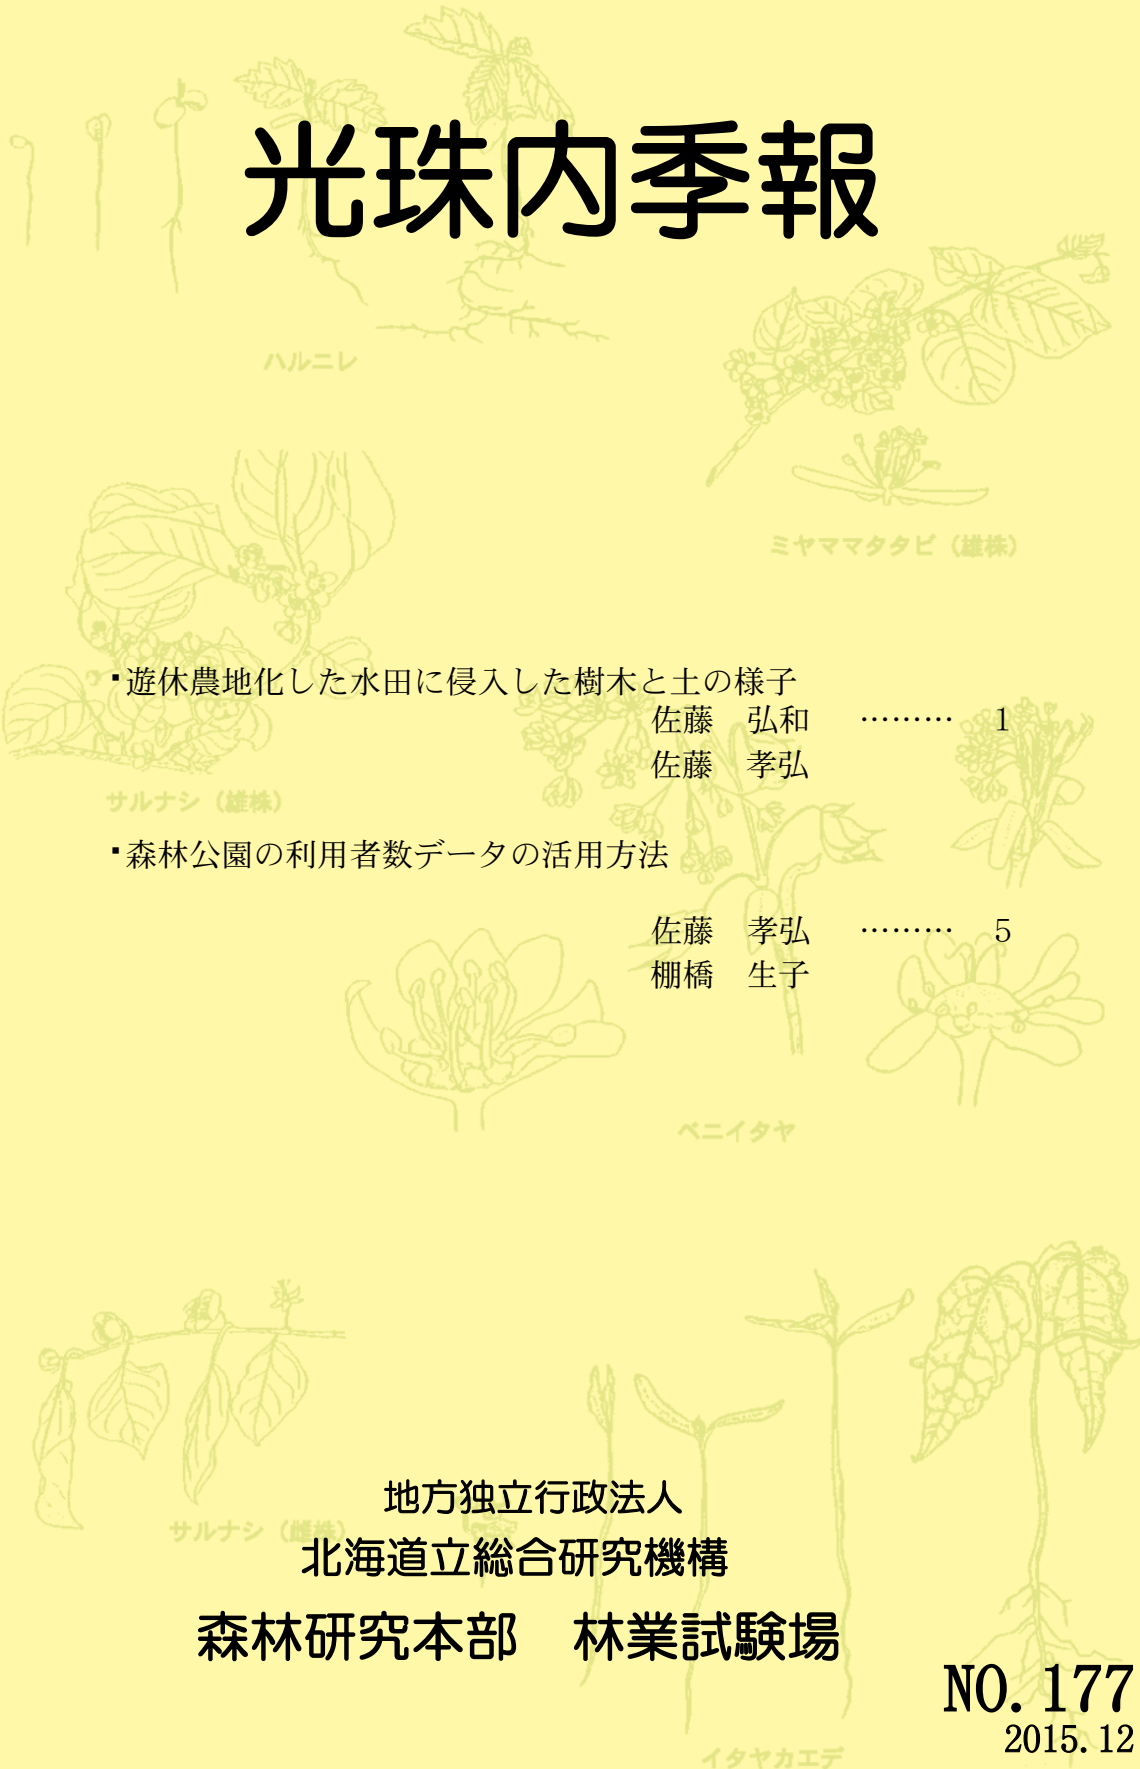 光珠内季報
ハルニレ
ミヤママタタビ（雄株）
▪遊休農地化した水田に侵入した樹木と土の様子
佐藤　弘和　………　1
佐藤　孝弘
サルナシ（雄株）
▪森林公園の利用者数データの活用方法
佐藤　孝弘　………　5
棚橋　生子
ベニイタヤ
地方独立行政法人
サルナシ（雌株）
北海道立総合研究機構
森林研究本部　林業試験場
NO.177
2015.12
イタヤカエデ